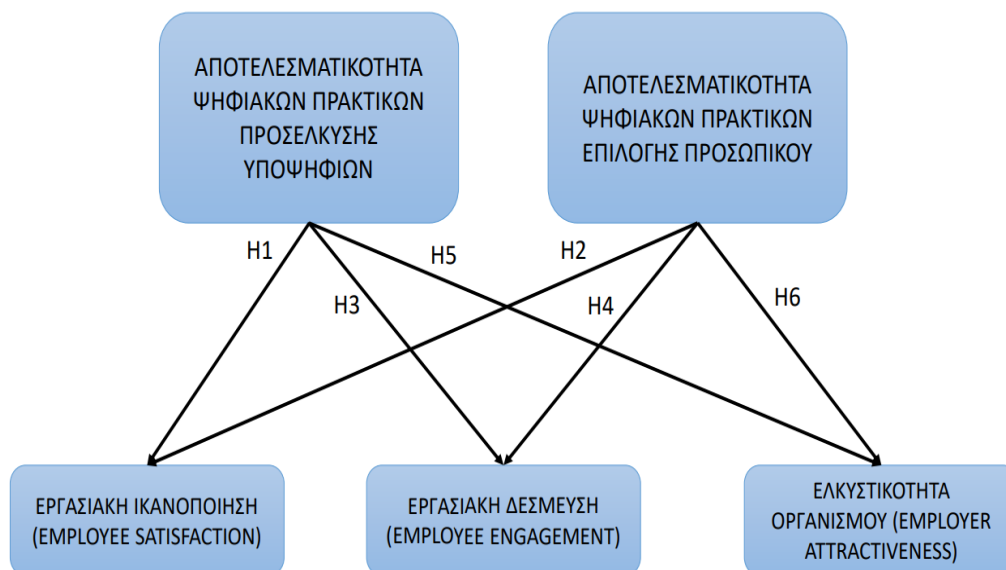 ΑΠΟΤΕΛΕΣΜΑΤΙΚΟΤΗΤΑ
ΨΗΦΙΑΚΩΝ ΠΡΑΚΤΙΚΩΝ
ΠΡΟΣΕΛΚΥΣΗΣ
ΥΠΟΨΗΦΙΩΝ
ΑΠΟΤΕΛΕΣΜΑΤΙΚΟΤΗΤΑ
ΨΗΦΙΑΚΩΝ ΠΡΑΚΤΙΚΩΝ
ΕΠΙΛΟΓΗΣ ΠΡΟΣΩΠΙΚΟΥ
H1
H5
H2
H3
H4
H6
ΕΡΓΑΣΙΑΚΗ ΙΚΑΝΟΠΟΙΗΣΗ
(EMPLOYEE SATISFACTION)
ΕΡΓΑΣΙΑΚΗ ΔΕΣΜΕΥΣΗ
(EMPLOYEE ENGAGEMENT)
ΕΛΚΥΣΤΙΚΟΤΗΤΑ
ΟΡΓΑΝΙΣΜΟΥ (EMPLOYER
ATTRACTIVENESS)